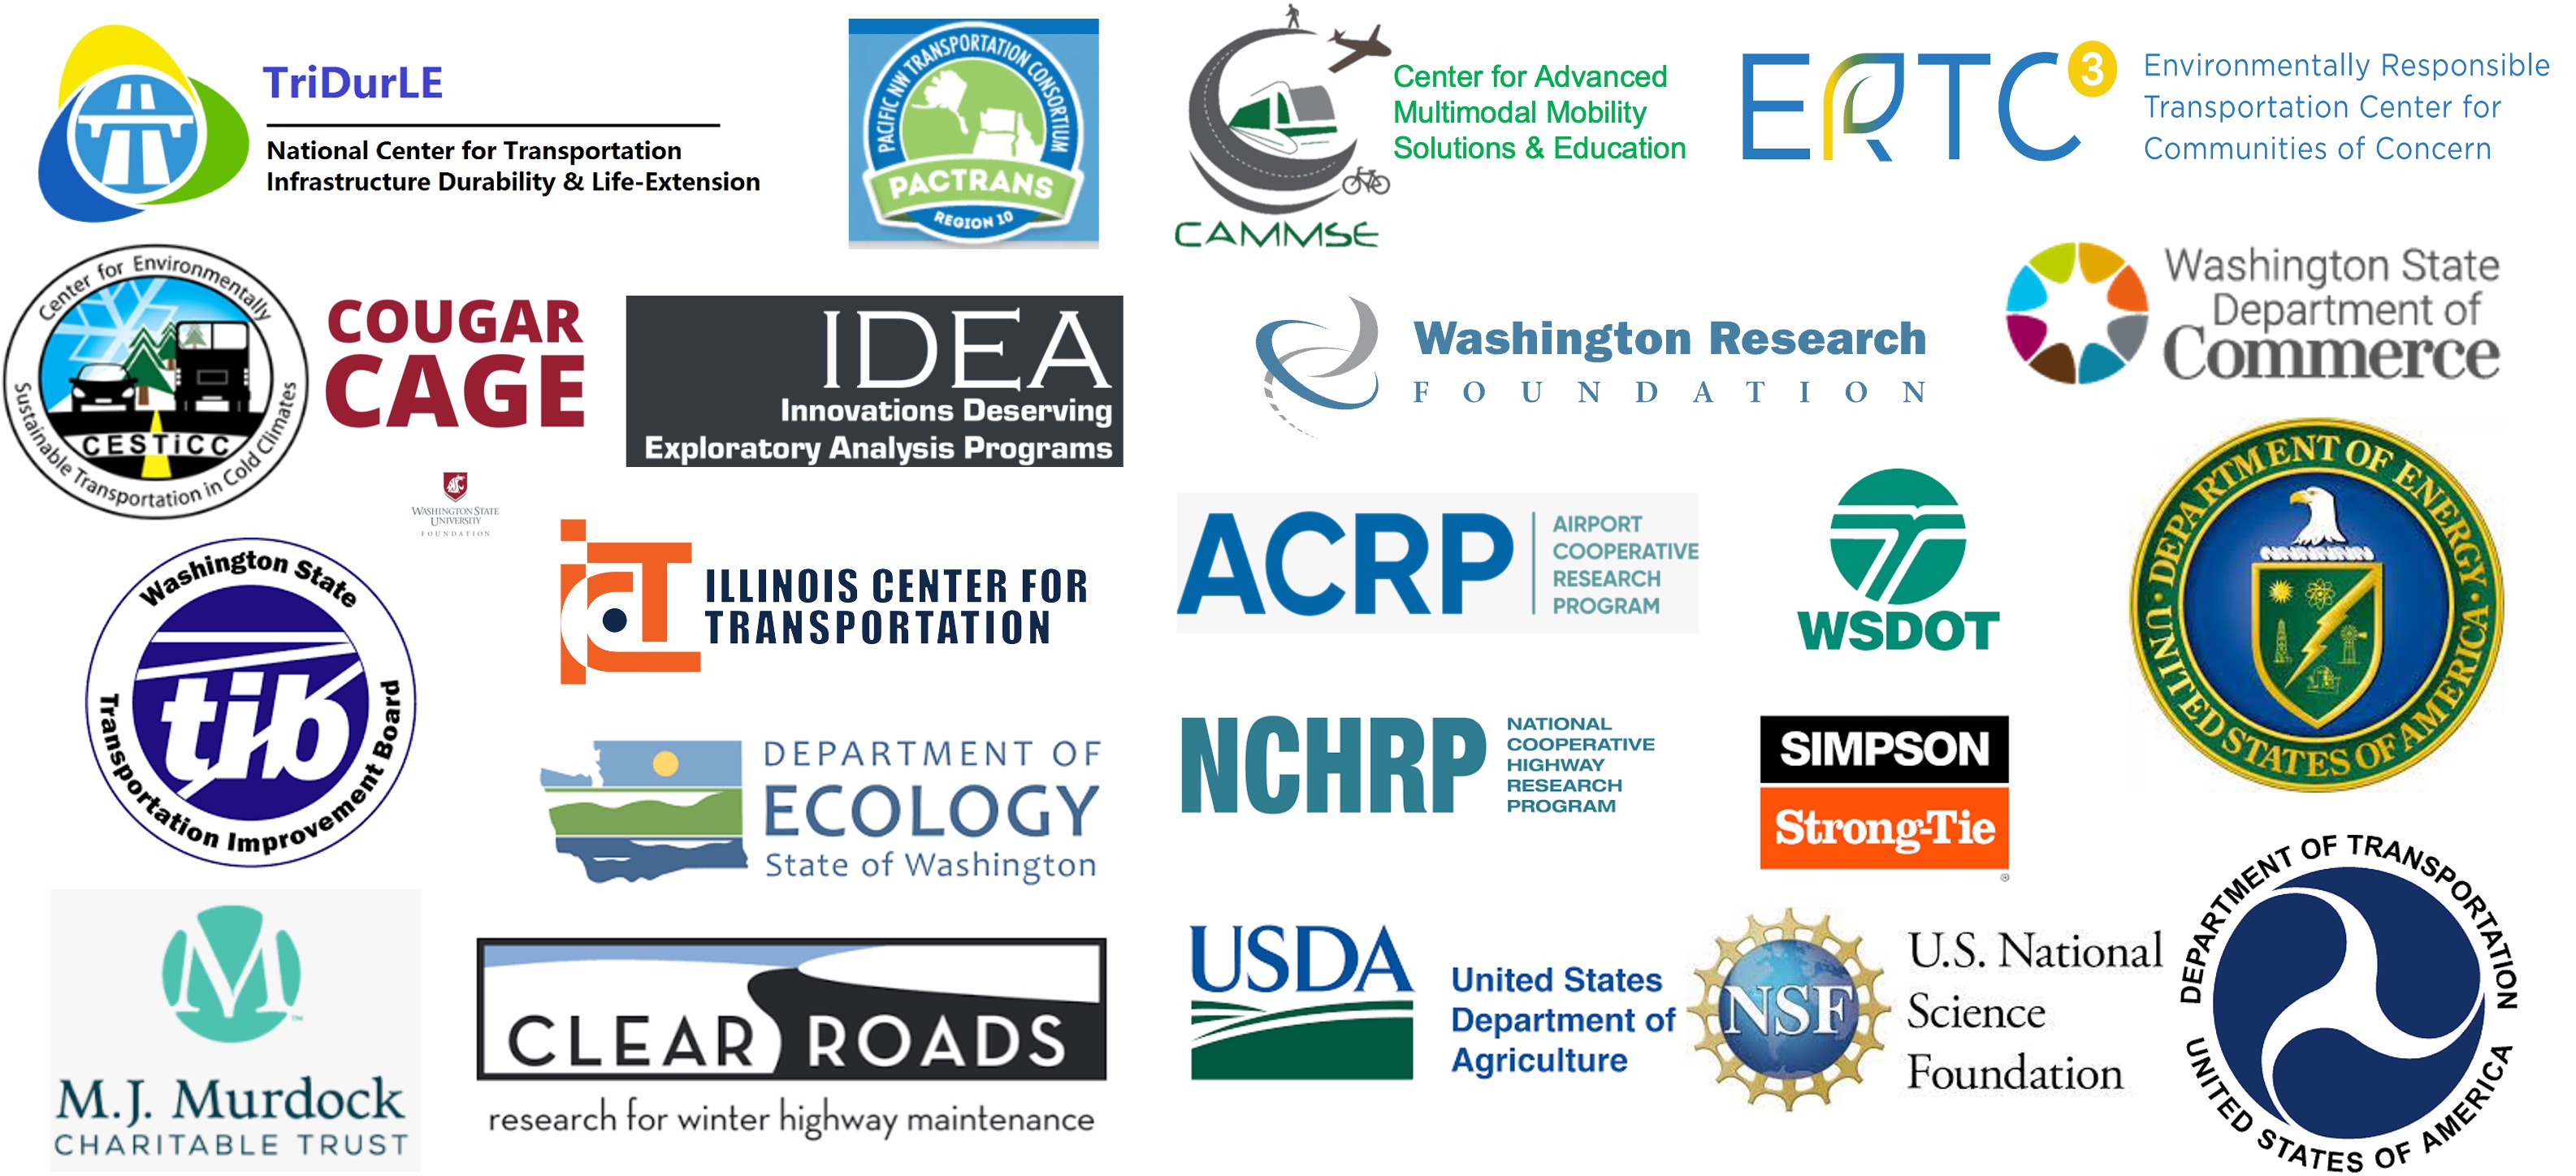 TriDurLE
National Center for Transportation
Infrastructure Durability & Life-Extension
PACIFIC NW TRANSPORTATION CONSORTIUM
PACTRANS
REGION 10
Center for Advanced
Multimodal Mobility
Solutions & Education
CAMMSE
ERTC3
Environmentally Responsible
Transportation Center for
Communities of Concern
Center for Environmentally
Sustainable Transportation in Cold Climates
CESTiCC
COUGAR
CAGE
WASHINGTON STATE
UNIVERSITY
FOUNDATION
IDEA
Innovations Deserving
Exploratory Analysis Programs
Washington Research
FOUNDATION
Washington State
Department of
Commerce
Washington State
Transportation Improvement Board
tib
ICT
ILLINOIS CENTER FOR
TRANSPORTATION
ACRP
AIRPORT
COOPERATIVE
RESEARCH
PROGRAM
WSDOT
DEPARTMENT OF ENERGY
UNITED STATES OF AMERICA
DEPARTMENT OF
ECOLOGY
State of Washington
NCHRP
NATIONAL
COOPERATIVE
HIGHWAY
RESEARCH
PROGRAM
SIMPSON
Strong-Tie
®
M
™
M.J. Murdock
CHARITABLE TRUST
CLEAR ROADS
research for winter highway maintenance
USDA
United States
Department of
Agriculture
NSF
U.S. National
Science
Foundation
DEPARTMENT OF TRANSPORTATION
UNITED STATES OF AMERICA